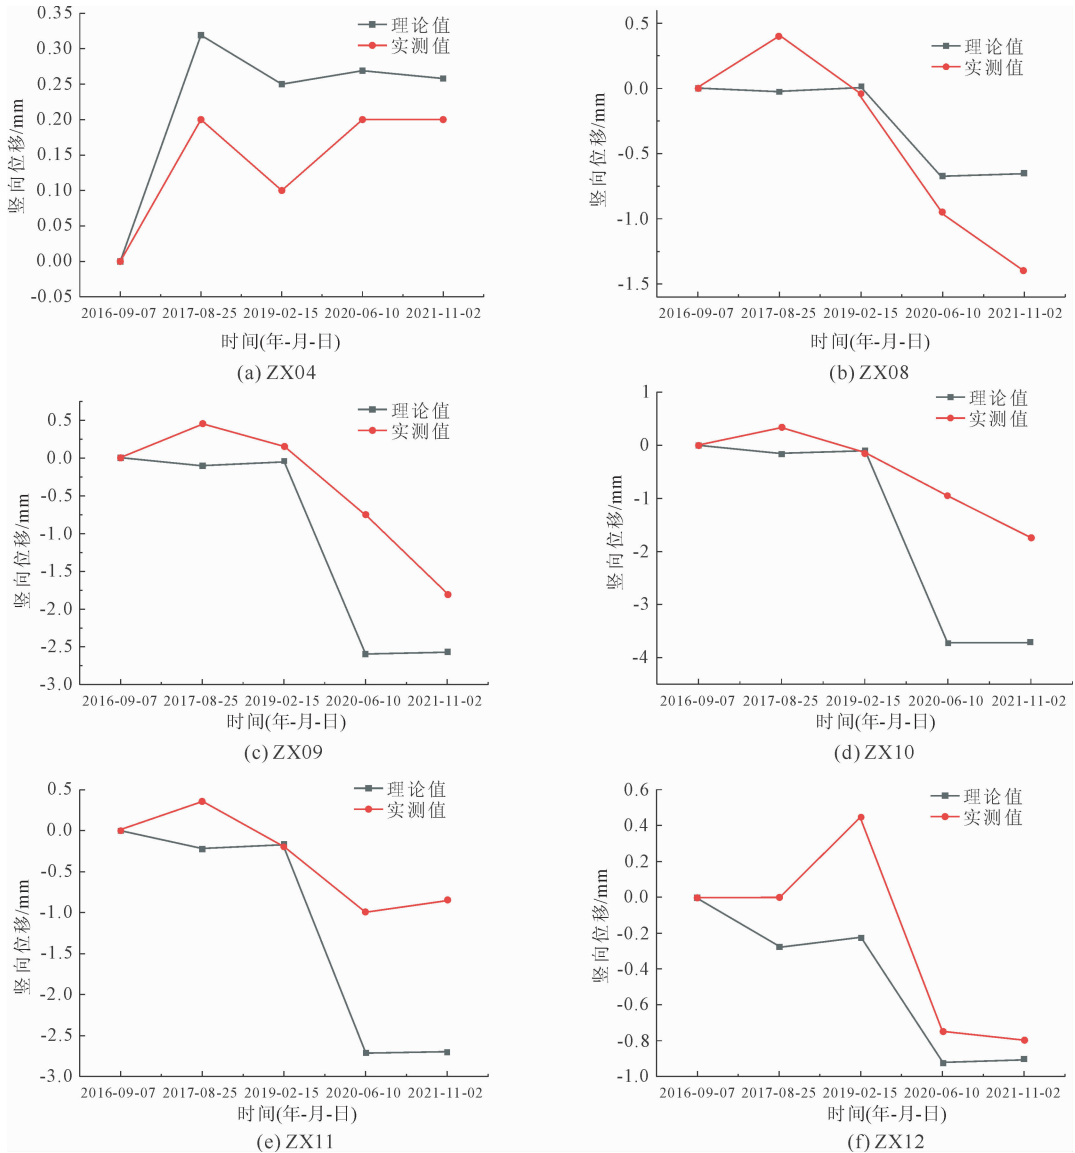 0.35
0.30
0.25
0.20
0.15
0.10
0.05
0.00
-0.05
竖向位移/mm
理论值
实测值
2016-09-07 2017-08-25 2019-02-15 2020-06-10 2021-11-02
时间(年-月-日)
(a) ZX04
0.5
0.0
-0.5
-1.0
-1.5
竖向位移/mm
理论值
实测值
2016-09-07 2017-08-25 2019-02-15 2020-06-10 2021-11-02
时间(年-月-日)
(b) ZX08
0.5
0.0
-0.5
-1.0
-1.5
-2.0
-2.5
-3.0
竖向位移/mm
理论值
实测值
2016-09-07 2017-08-25 2019-02-15 2020-06-10 2021-11-02
时间(年-月-日)
(c) ZX09
1
0
-1
-2
-3
-4
竖向位移/mm
理论值
实测值
2016-09-07 2017-08-25 2019-02-15 2020-06-10 2021-11-02
时间(年-月-日)
(d) ZX10
0.5
0.0
-0.5
-1.0
-1.5
-2.0
-2.5
-3.0
竖向位移/mm
理论值
实测值
2016-09-07 2017-08-25 2019-02-15 2020-06-10 2021-11-02
时间(年-月-日)
(e) ZX11
0.6
0.4
0.2
0.0
-0.2
-0.4
-0.6
-0.8
-1.0
竖向位移/mm
理论值
实测值
2016-09-07 2017-08-25 2019-02-15 2020-06-10 2021-11-02
时间(年-月-日)
(f) ZX12